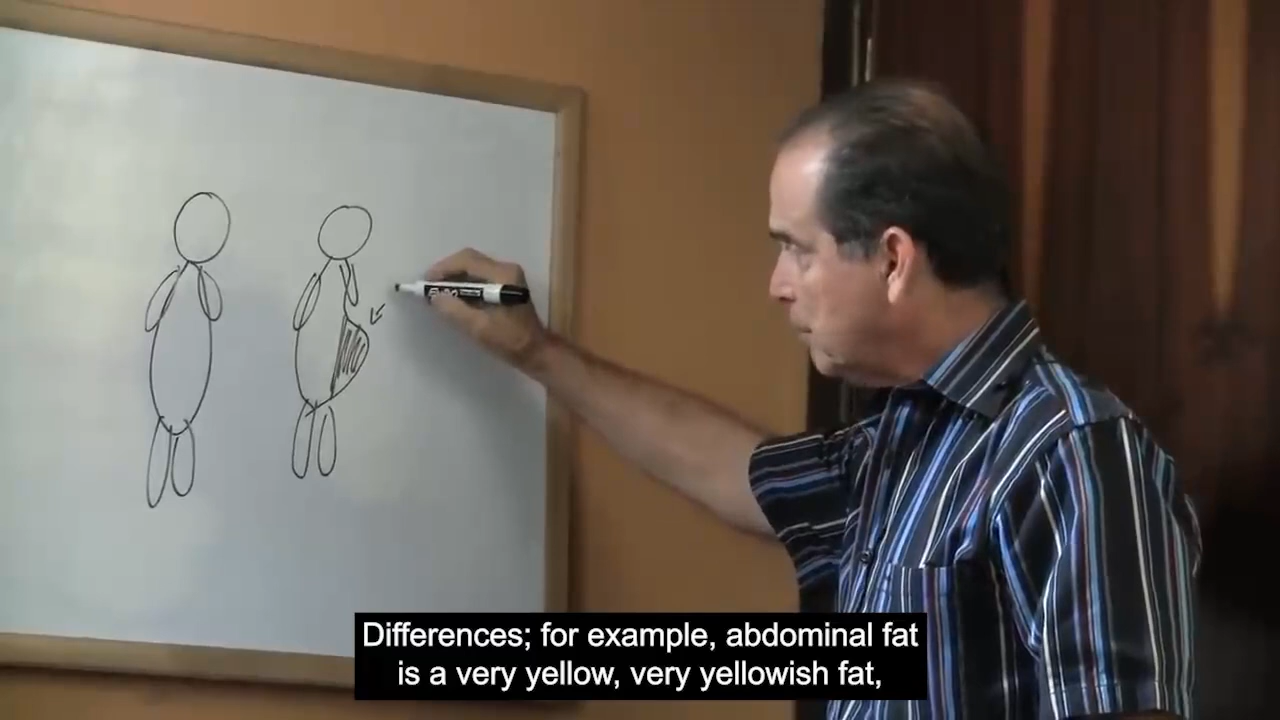 Differences; for example, abdominal fat
is a very yellow, very yellowish fat,